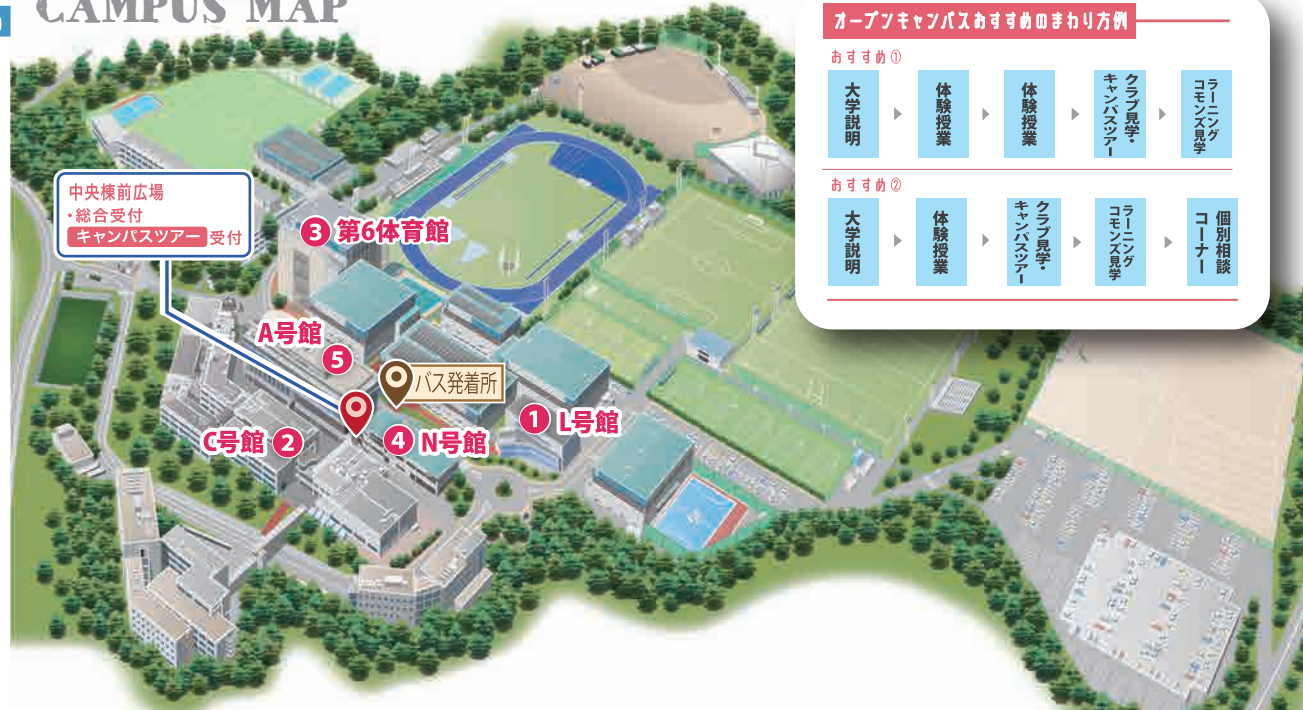 CAMPUS MAP
オープンキャンパスおすすめのまわり方例
おすすめ①
大学説明
体験授業
体験授業
クラブ見学・
キャンパスツアー
ラーニング
コモンズ見学
おすすめ②
大学説明
体験授業
クラブ見学・
キャンパスツアー
ラーニング
コモンズ見学
個別相談
コーナー
中央棟前広場
・総合受付
キャンパスツアー 受付
3 第6体育館
A号館
5
バス発着所
1 L号館
C号館 2
4 N号館